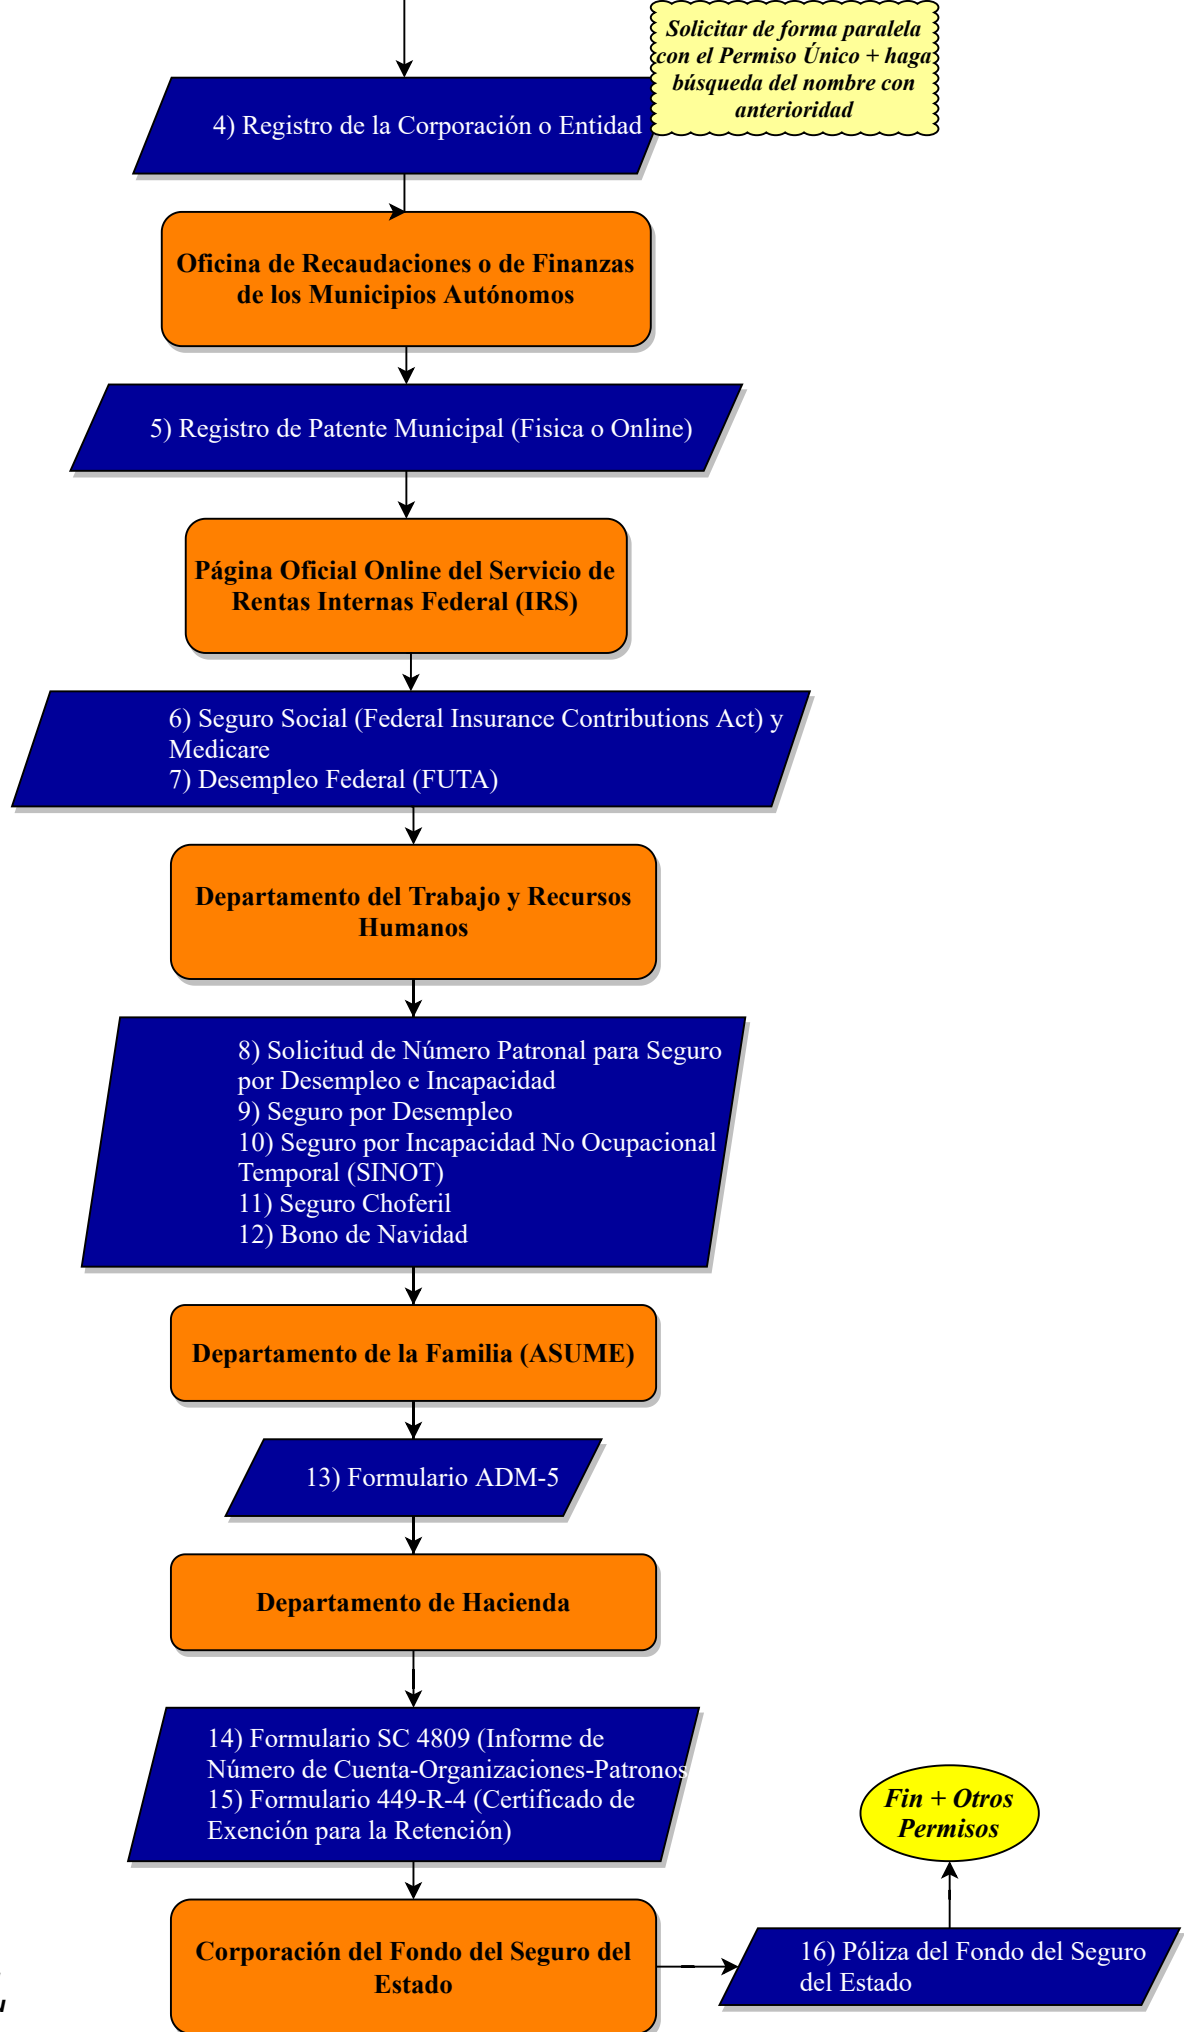 Solicitar de forma paralela
con el Permiso Único + haga
búsqueda del nombre con
anterioridad
4) Registro de la Corporación o Entidad
Oficina de Recaudaciones o de Finanzas
de los Municipios Autónomos
5) Registro de Patente Municipal (Fisica o Online)
Página Oficial Online del Servicio de
Rentas Internas Federal (IRS)
6) Seguro Social (Federal Insurance Contributions Act) y
Medicare
7) Desempleo Federal (FUTA)
Departamento del Trabajo y Recursos
Humanos
8) Solicitud de Número Patronal para Seguro
por Desempleo e Incapacidad
9) Seguro por Desempleo
10) Seguro por Incapacidad No Ocupacional
Temporal (SINOT)
11) Seguro Choferil
12) Bono de Navidad
Departamento de la Familia (ASUME)
13) Formulario ADM-5
Departamento de Hacienda
14) Formulario SC 4809 (Informe de
Número de Cuenta-Organizaciones-Patronos
15) Formulario 449-R-4 (Certificado de
Exención para la Retención)
Fin + Otros
Permisos
Corporación del Fondo del Seguro del
Estado
16) Póliza del Fondo del Seguro
del Estado